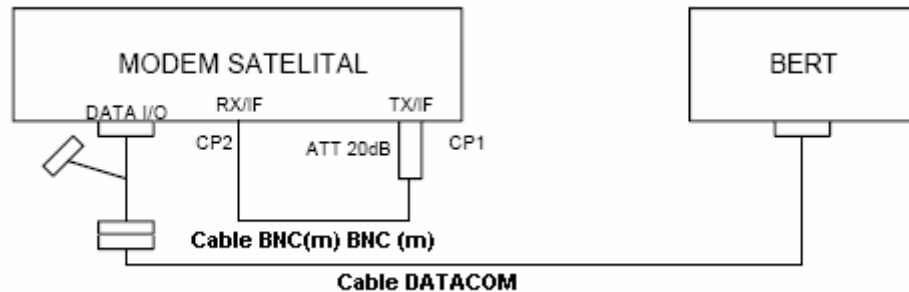 MODEM SATELITAL
BERT
DATA I/O
RX/IF
TX/IF
CP2
ATT 20dB
CP1
Cable BNC(m) BNC (m)
Cable DATACOM